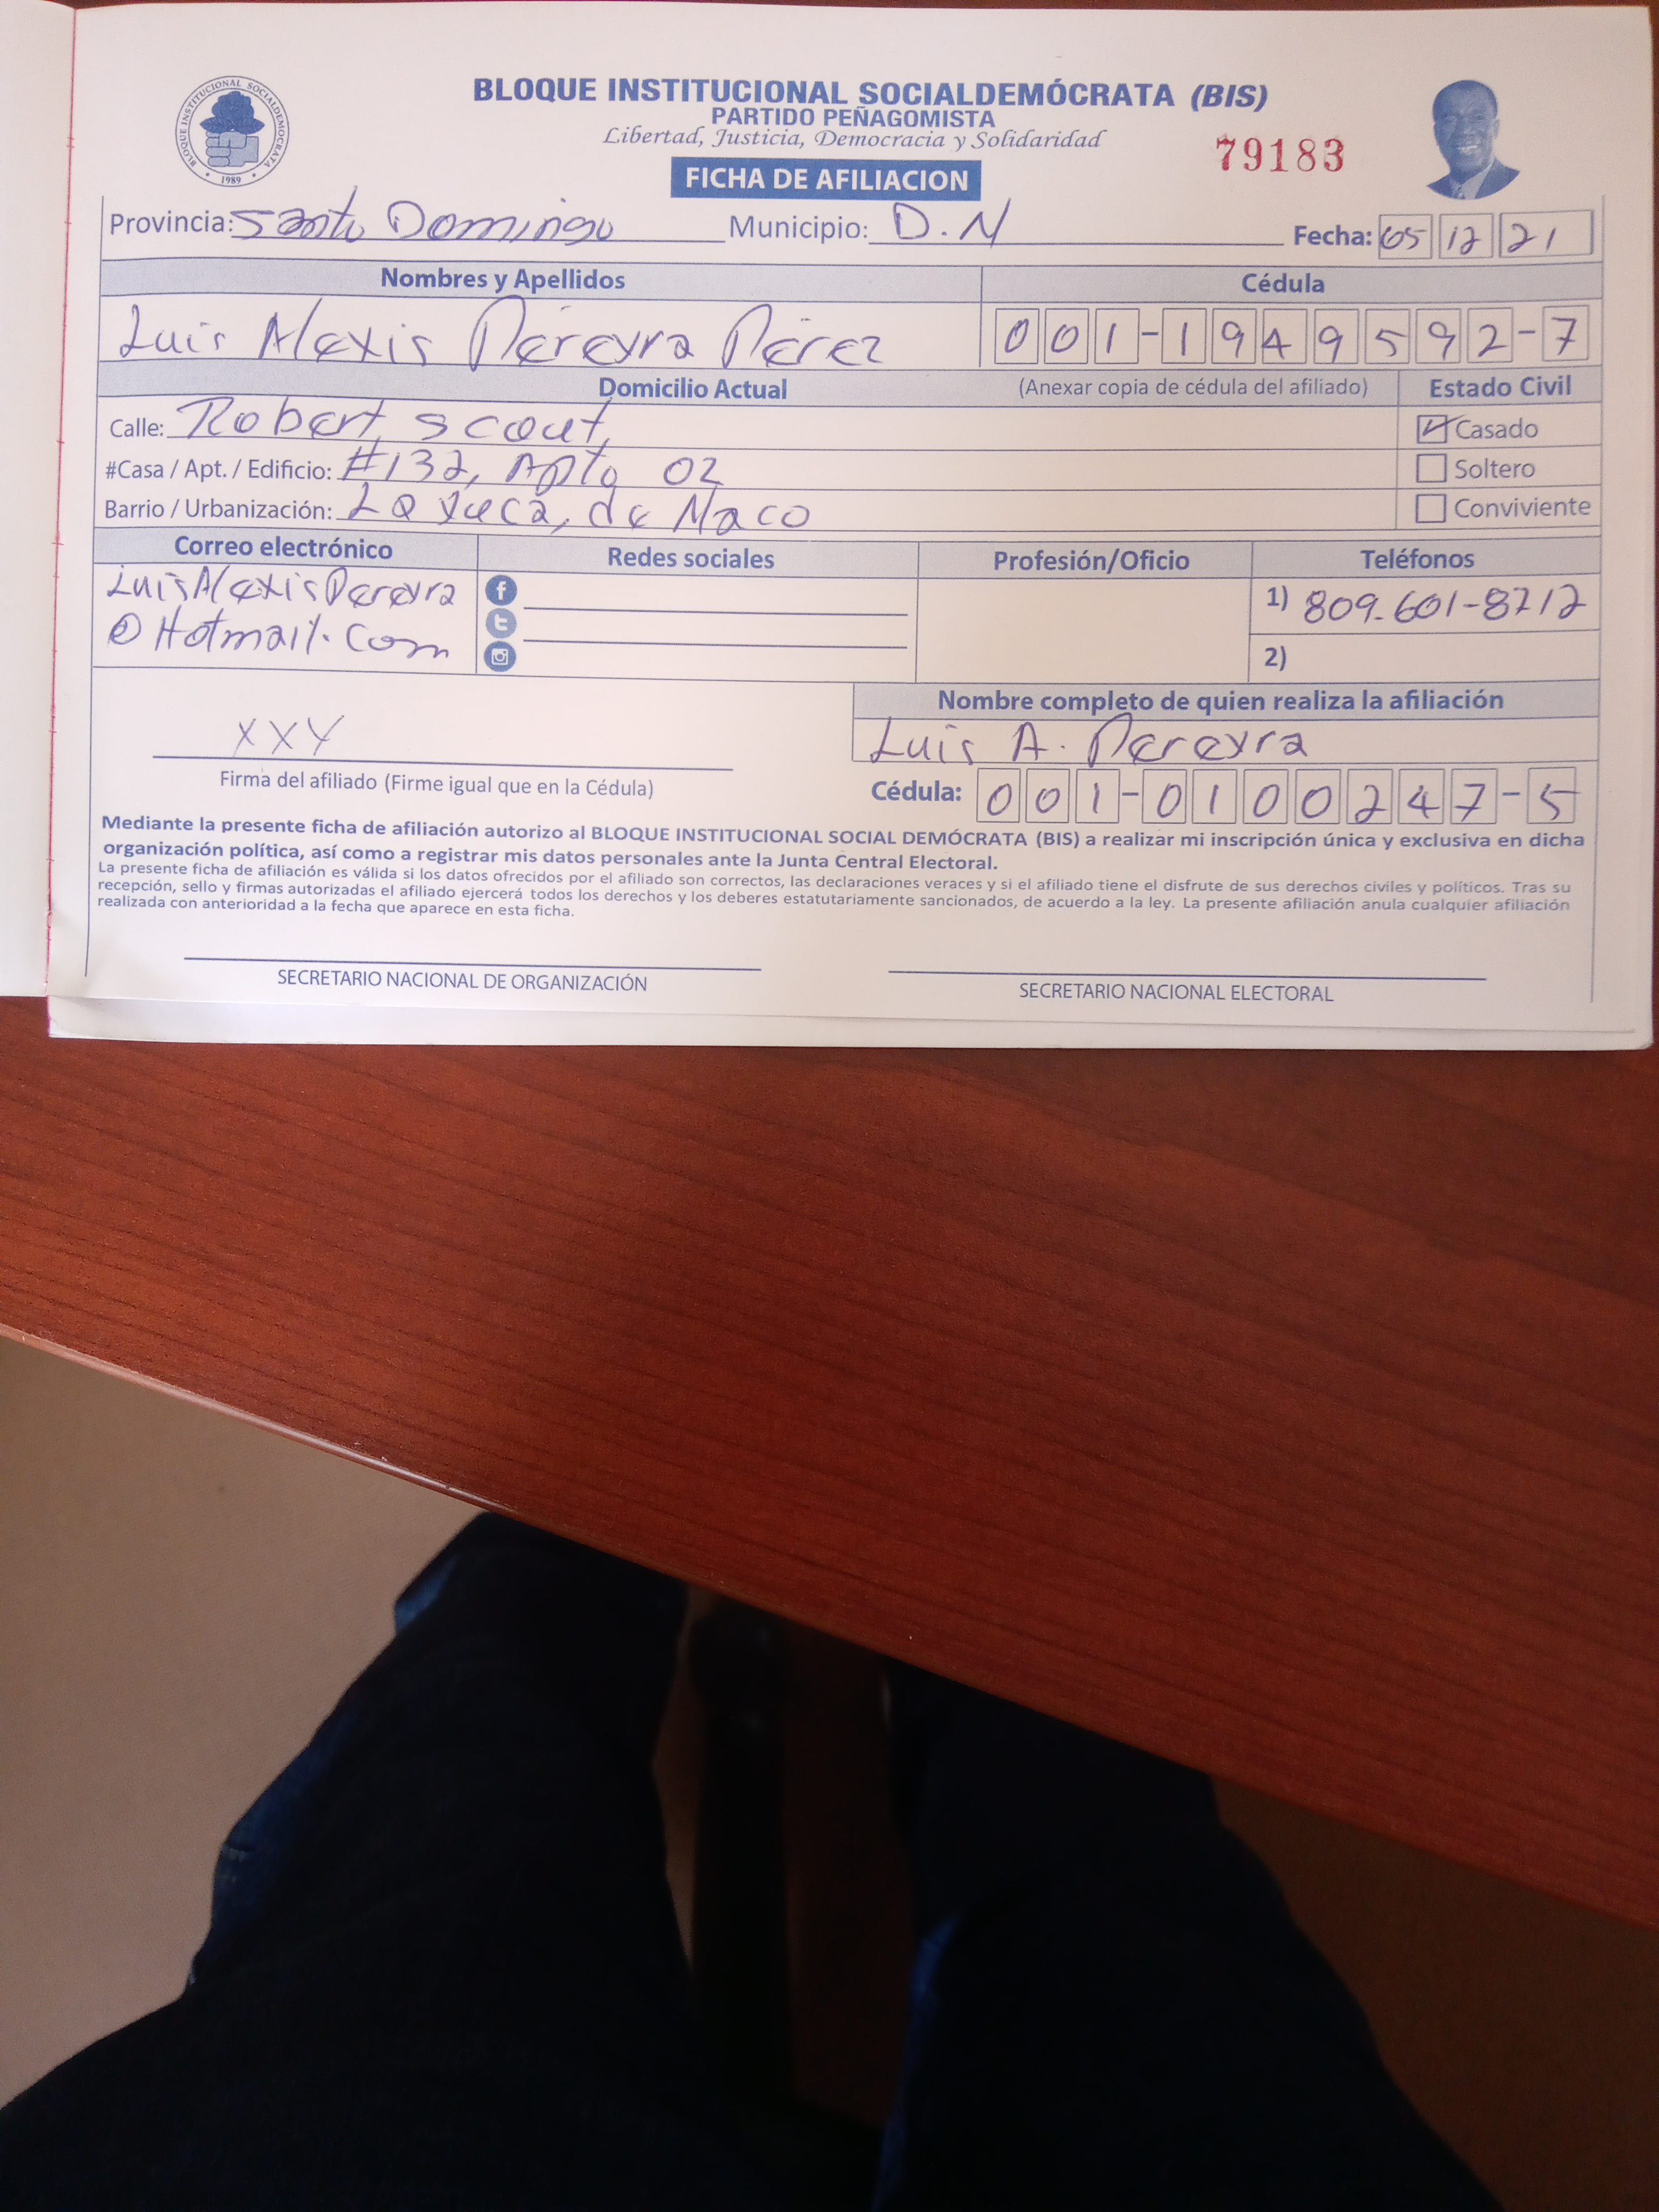 BLOQUE INSTITUCIONAL SOCIALDEMÓCRATA (BIS)
PARTIDO PEÑAGOMISTA
Libertad, Justicia, Democracia y Solidaridad
79183
BLOQUE INSTITUCIONAL SOCIALDEMOCRATA
1989
FICHA DE AFILIACION
Provincia: Santo Domingo Municipio: D.N Fecha: 05 12 21
Nombres y Apellidos Cédula
Luis Alexis Pereyra Pérez 001-1949592-7
Domicilio Actual (Anexar copia de cédula del afiliado) Estado Civil
Calle: Robert scout, Casado
#Casa / Apt. / Edificio: #132, Apto 02 Soltero
Barrio / Urbanización: La Yuca, de Maco Conviviente
Correo electrónico Redes sociales Profesión/Oficio Teléfonos
LuisAlexisPereyra 1) 809-601-8712
@Hotmail.com 2)
Nombre completo de quien realiza la afiliación
XXY Luis A. Pereyra
Firma del afiliado (Firme igual que en la Cédula) Cédula: 001-0100247-5
Mediante la presente ficha de afiliación autorizo al BLOQUE INSTITUCIONAL SOCIAL DEMÓCRATA (BIS) a realizar mi inscripción única y exclusiva en dicha
organización política, así como a registrar mis datos personales ante la Junta Central Electoral.
La presente ficha de afiliación es válida si los datos ofrecidos por el afiliado son correctos, las declaraciones veraces y si el afiliado tiene el disfrute de sus derechos civiles y políticos. Tras su
recepción, sello y firmas autorizadas el afiliado ejercerá todos los derechos y los deberes estatutariamente sancionados, de acuerdo a la ley. La presente afiliación anula cualquier afiliación
realizada con anterioridad a la fecha que aparece en esta ficha.
SECRETARIO NACIONAL DE ORGANIZACIÓN SECRETARIO NACIONAL ELECTORAL